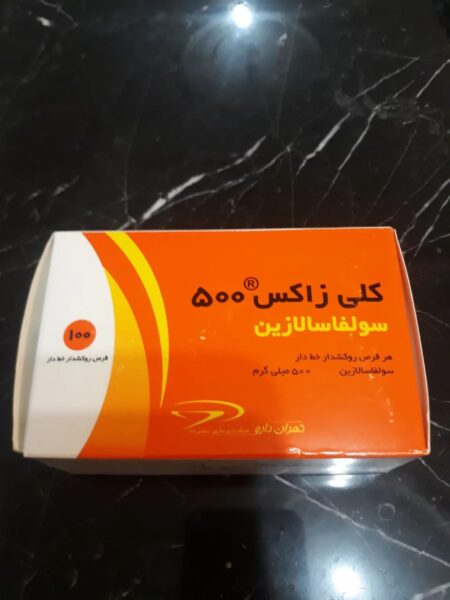 کلی زاکس® ۵۰۰
سولفاسالازین
هر قرص روکشدار خط دار
سولفاسالازین ۵۰۰ میلی گرم
۱۰۰
قرص روکشدار خط دار
تهران دارو